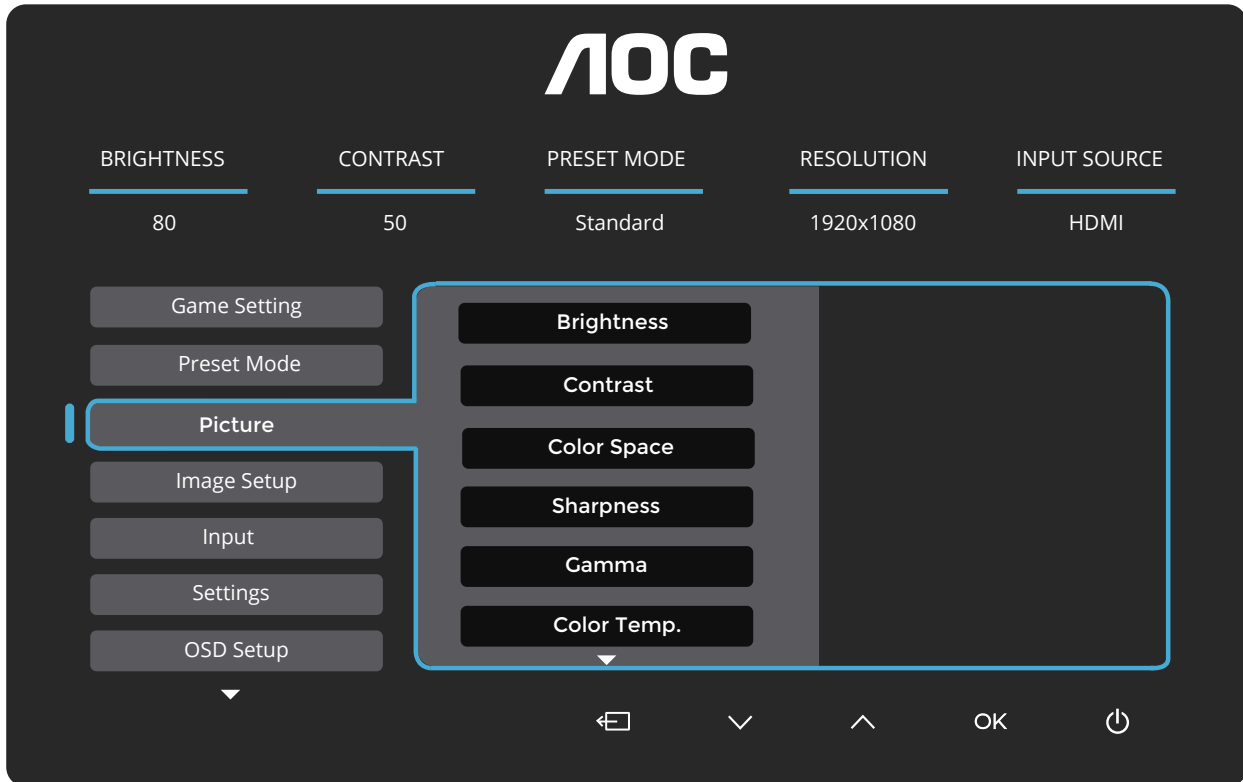 AOC
BRIGHTNESS CONTRAST PRESET MODE RESOLUTION INPUT SOURCE
80 50 Standard 1920x1080 HDMI
Game Setting
Preset Mode
Picture
Image Setup
Input
Settings
OSD Setup
Brightness
Contrast
Color Space
Sharpness
Gamma
Color Temp.
OK